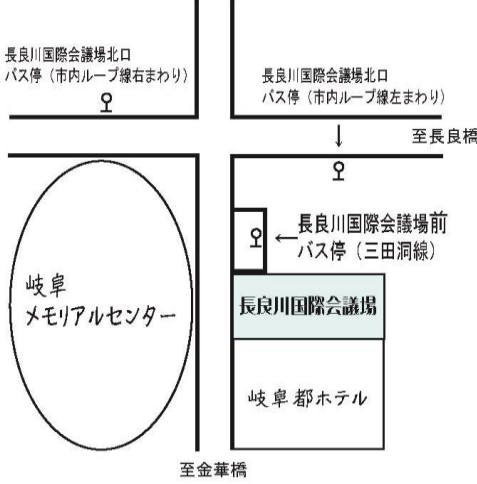 長良川国際会議場北口
バス停（市内ループ線右まわり）
長良川国際会議場北口
バス停（市内ループ線左まわり）
↓
至長良橋
←長良川国際会議場前
バス停（三田洞線）
岐阜
メモリアルセンター
長良川国際会議場
岐阜都ホテル
至金華橋